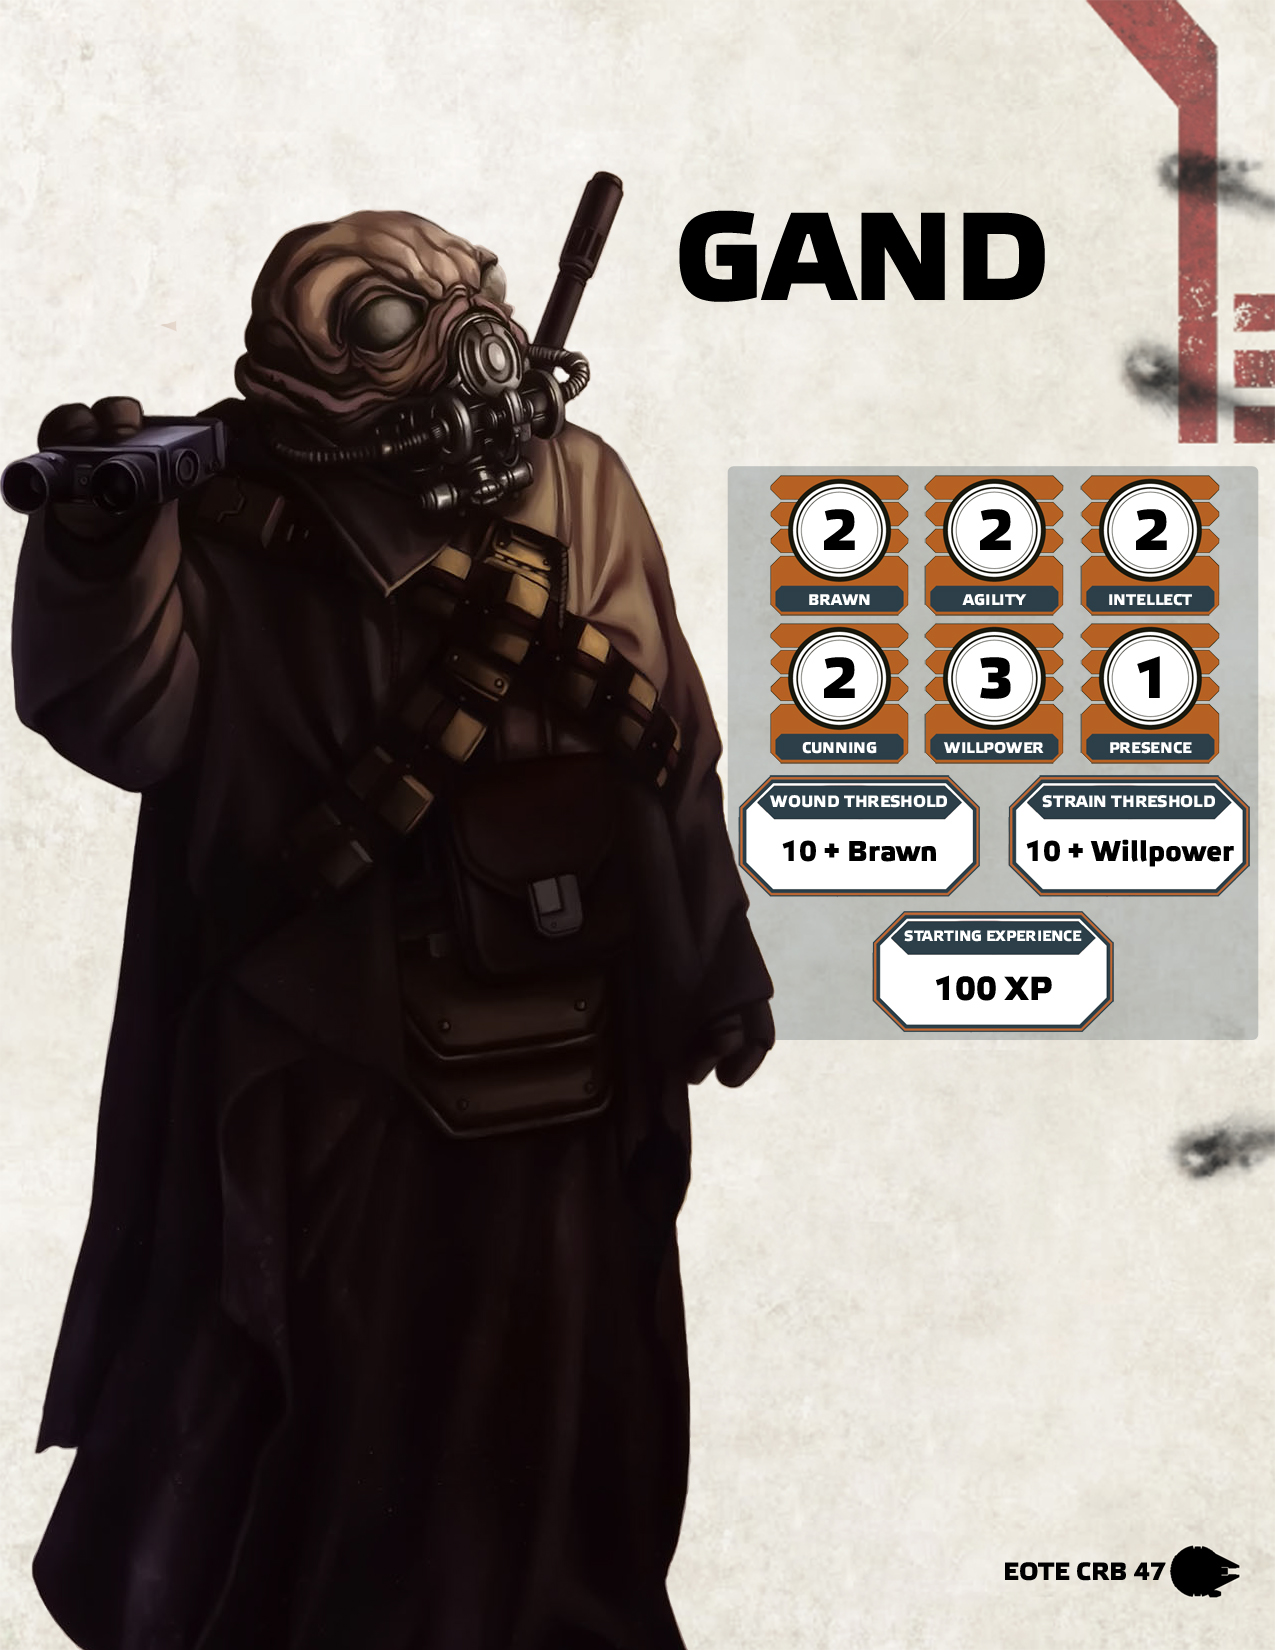 GAND
2 2 2
BRAWN AGILITY INTELLECT
2 3 1
CUNNING WILLPOWER PRESENCE
WOUND THRESHOLD STRAIN THRESHOLD
10 + Brawn 10 + Willpower
STARTING EXPERIENCE
100 XP
EOTE CRB 47